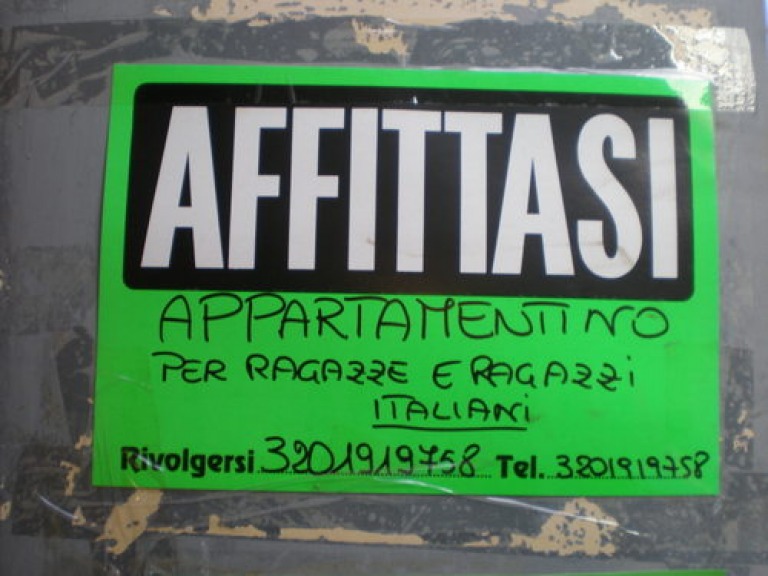 AFFITTASI
APPARTAMENTINO
PER RAGAZZE E RAGAZZI
ITALIANI
Rivolgersi 3201919758 Tel. 3201919758